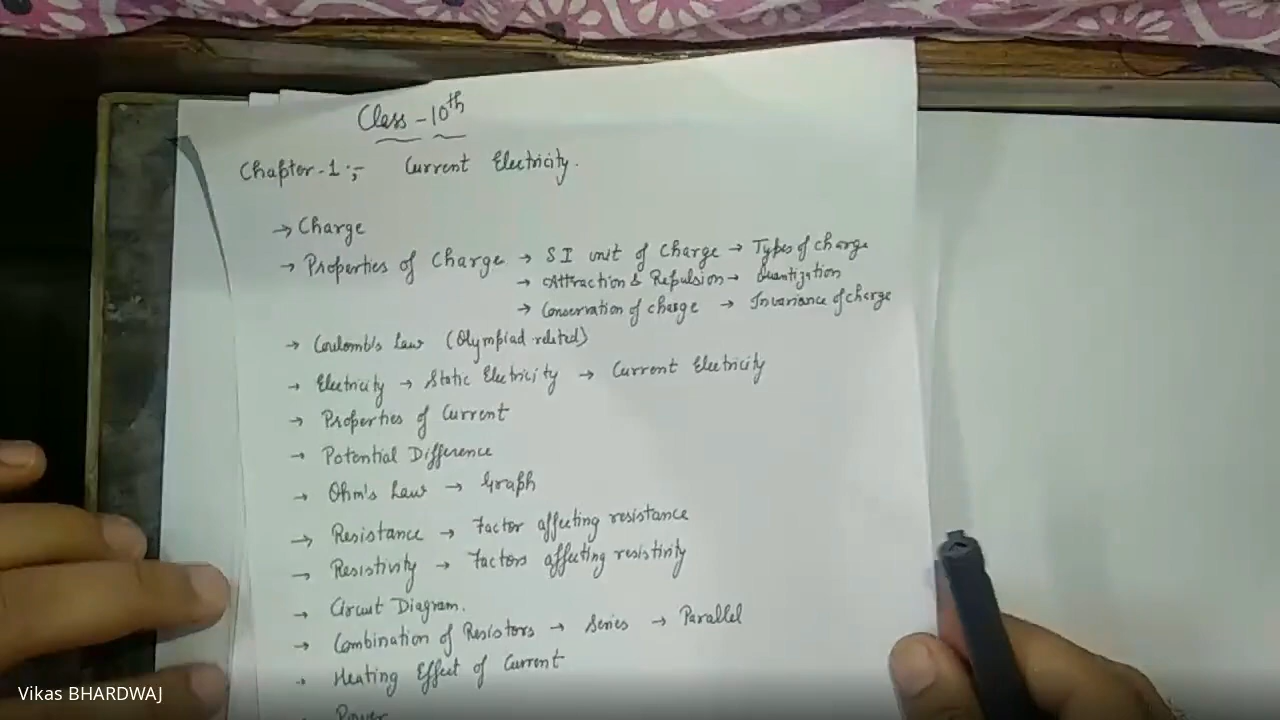 Class - 10th
Chapter-1 :- Current Electricity.
→ Charge
→ Properties of Charge → SI unit of Charge → Types of charge
→ Attraction & Repulsion → Quantization
→ Conservation of charge → Invariance of charge
→ Coulomb's Law (Olympiad related)
→ Electricity → Static Electricity → Current Electricity
→ Properties of Current
→ Potential Difference
→ Ohm's Law → Graph
→ Resistance → Factor affecting resistance
→ Resistivity → Factors affecting resistivity
→ Circuit Diagram.
→ Combination of Resistors → Series → Parallel
→ Heating Effect of Current
→ Power
Vikas BHARDWAJ